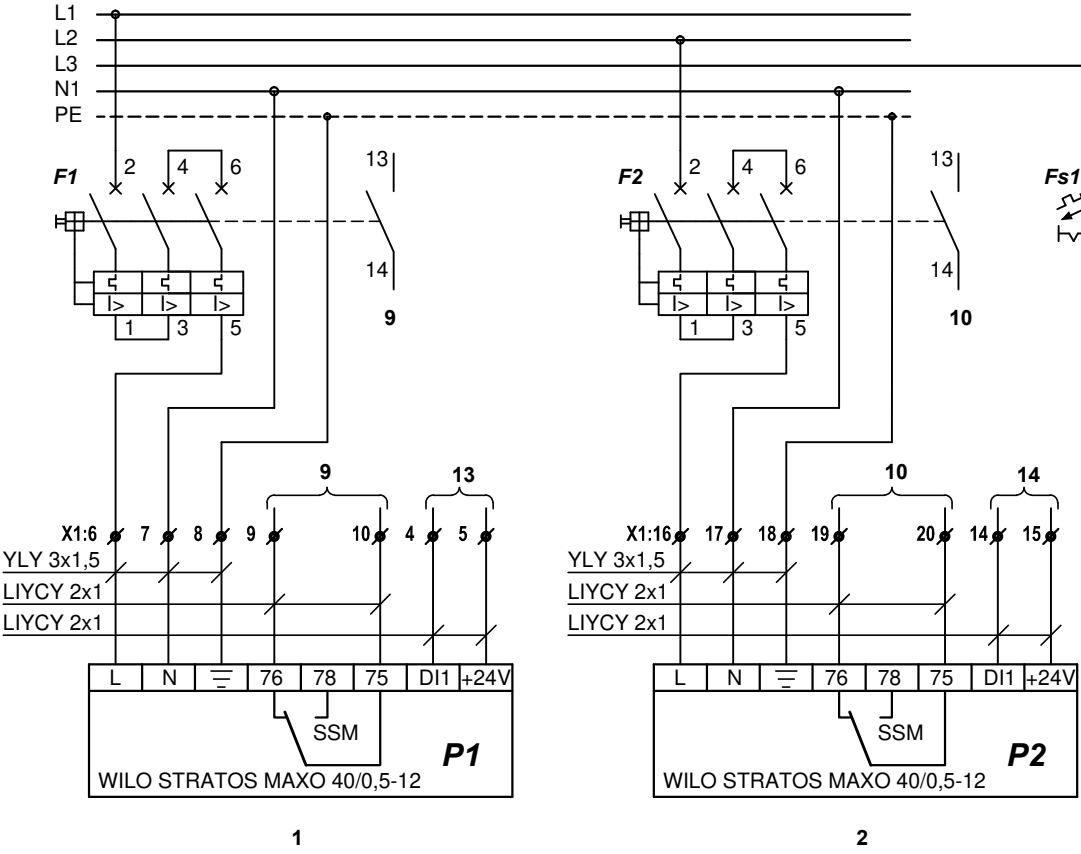 L1
L2
L3
N1
PE
F1 2 4 6 13
14
I> I> I>
1 3 5
9
F2 2 4 6 13
14
I> I> I>
1 3 5
10
Fs1
9 13
X1:6 7 8 9 10 4 5
YLY 3x1,5
LIYCY 2x1
LIYCY 2x1
L N 76 78 75 DI1 +24V
SSM
P1
WILO STRATOS MAXO 40/0,5-12
1
10 14
X1:16 17 18 19 20 14 15
YLY 3x1,5
LIYCY 2x1
LIYCY 2x1
L N 76 78 75 DI1 +24V
SSM
P2
WILO STRATOS MAXO 40/0,5-12
2